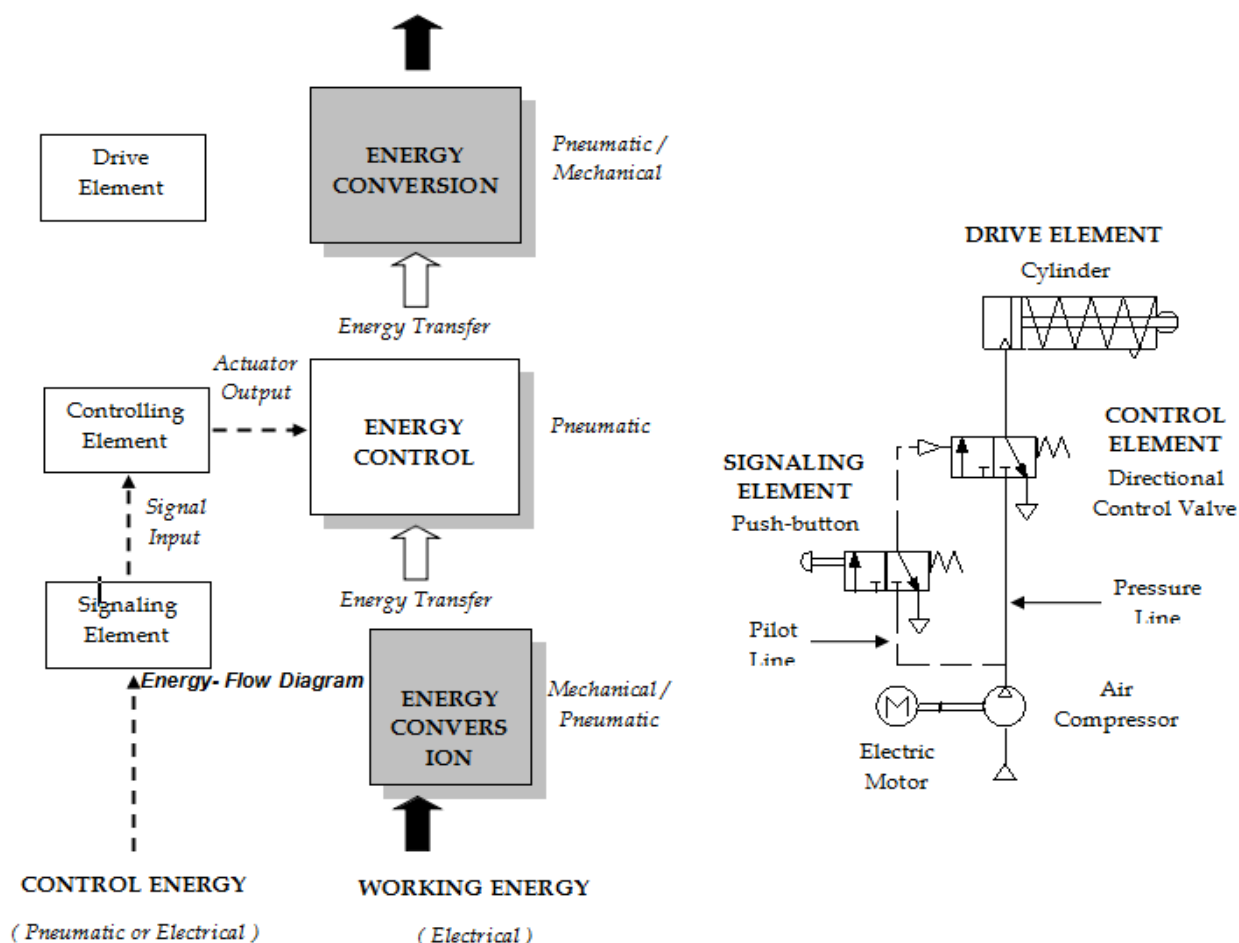 Drive
Element
ENERGY
CONVERSION
Pneumatic /
Mechanical
Energy Transfer
Actuator
Output
Controlling
Element
ENERGY
CONTROL
Pneumatic
Signal
Input
Energy Transfer
Signaling
Element
Energy- Flow Diagram
ENERGY
CONVERS
ION
Mechanical /
Pneumatic
CONTROL ENERGY
( Pneumatic or Electrical )
WORKING ENERGY
( Electrical )
DRIVE ELEMENT
Cylinder
CONTROL
ELEMENT
Directional
Control Valve
SIGNALING
ELEMENT
Push-button
Pressure
Line
Pilot
Line
M
Air
Compressor
Electric
Motor